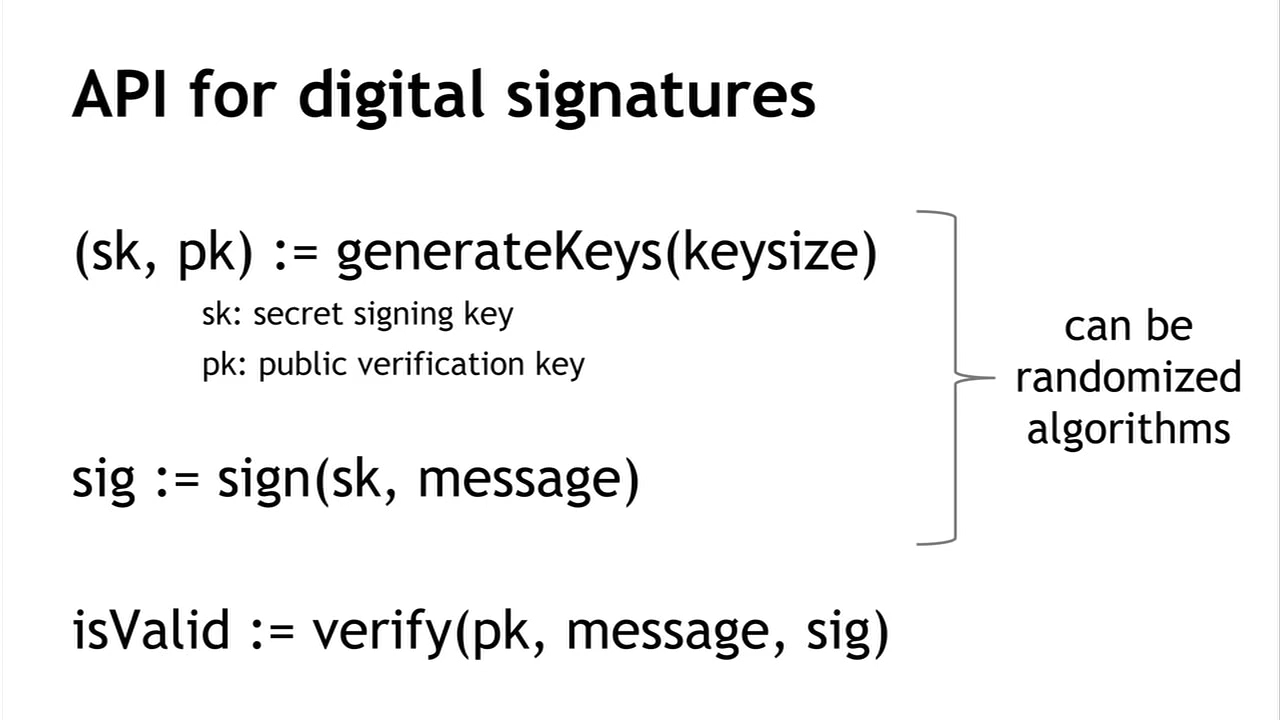 API for digital signatures
(sk, pk) := generateKeys(keysize)
sk: secret signing key
pk: public verification key
sig := sign(sk, message)
isValid := verify(pk, message, sig)
can be
randomized
algorithms